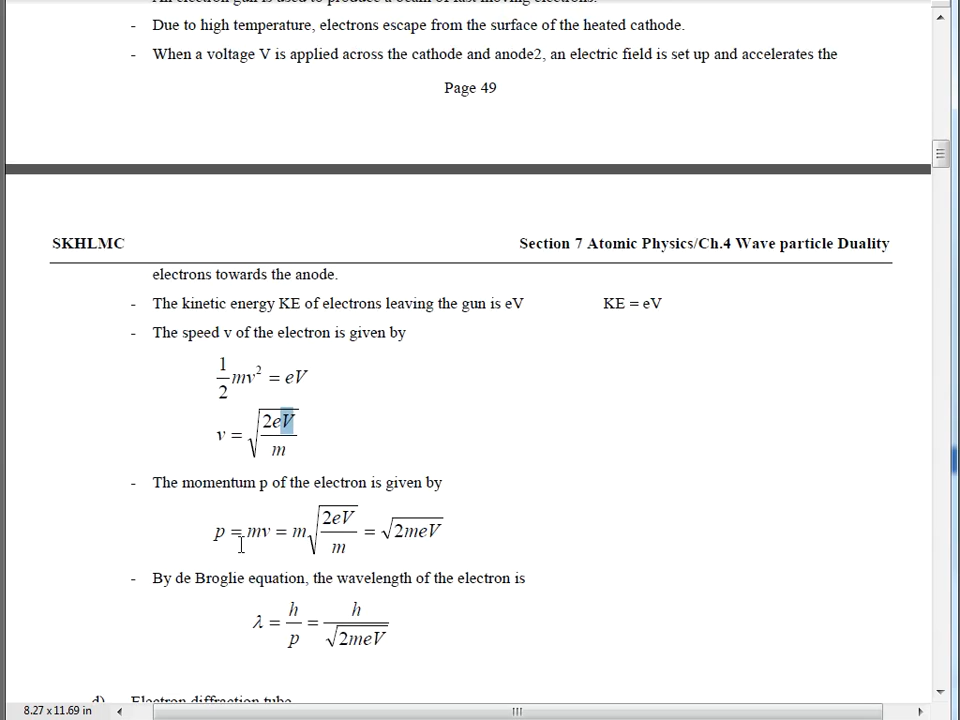 - Due to high temperature, electrons escape from the surface of the heated cathode.
- When a voltage V is applied across the cathode and anode2, an electric field is set up and accelerates the
Page 49
SKHLMC Section 7 Atomic Physics/Ch.4 Wave particle Duality
electrons towards the anode.
- The kinetic energy KE of electrons leaving the gun is eV KE = eV
- The speed v of the electron is given by
1/2 mv² = eV
v = √(2eV/m)
- The momentum p of the electron is given by
p = mv = m√(2eV/m) = √(2meV)
- By de Broglie equation, the wavelength of the electron is
λ = h/p = h/√(2meV)
d) Electron diffraction tube
8.27 x 11.69 in